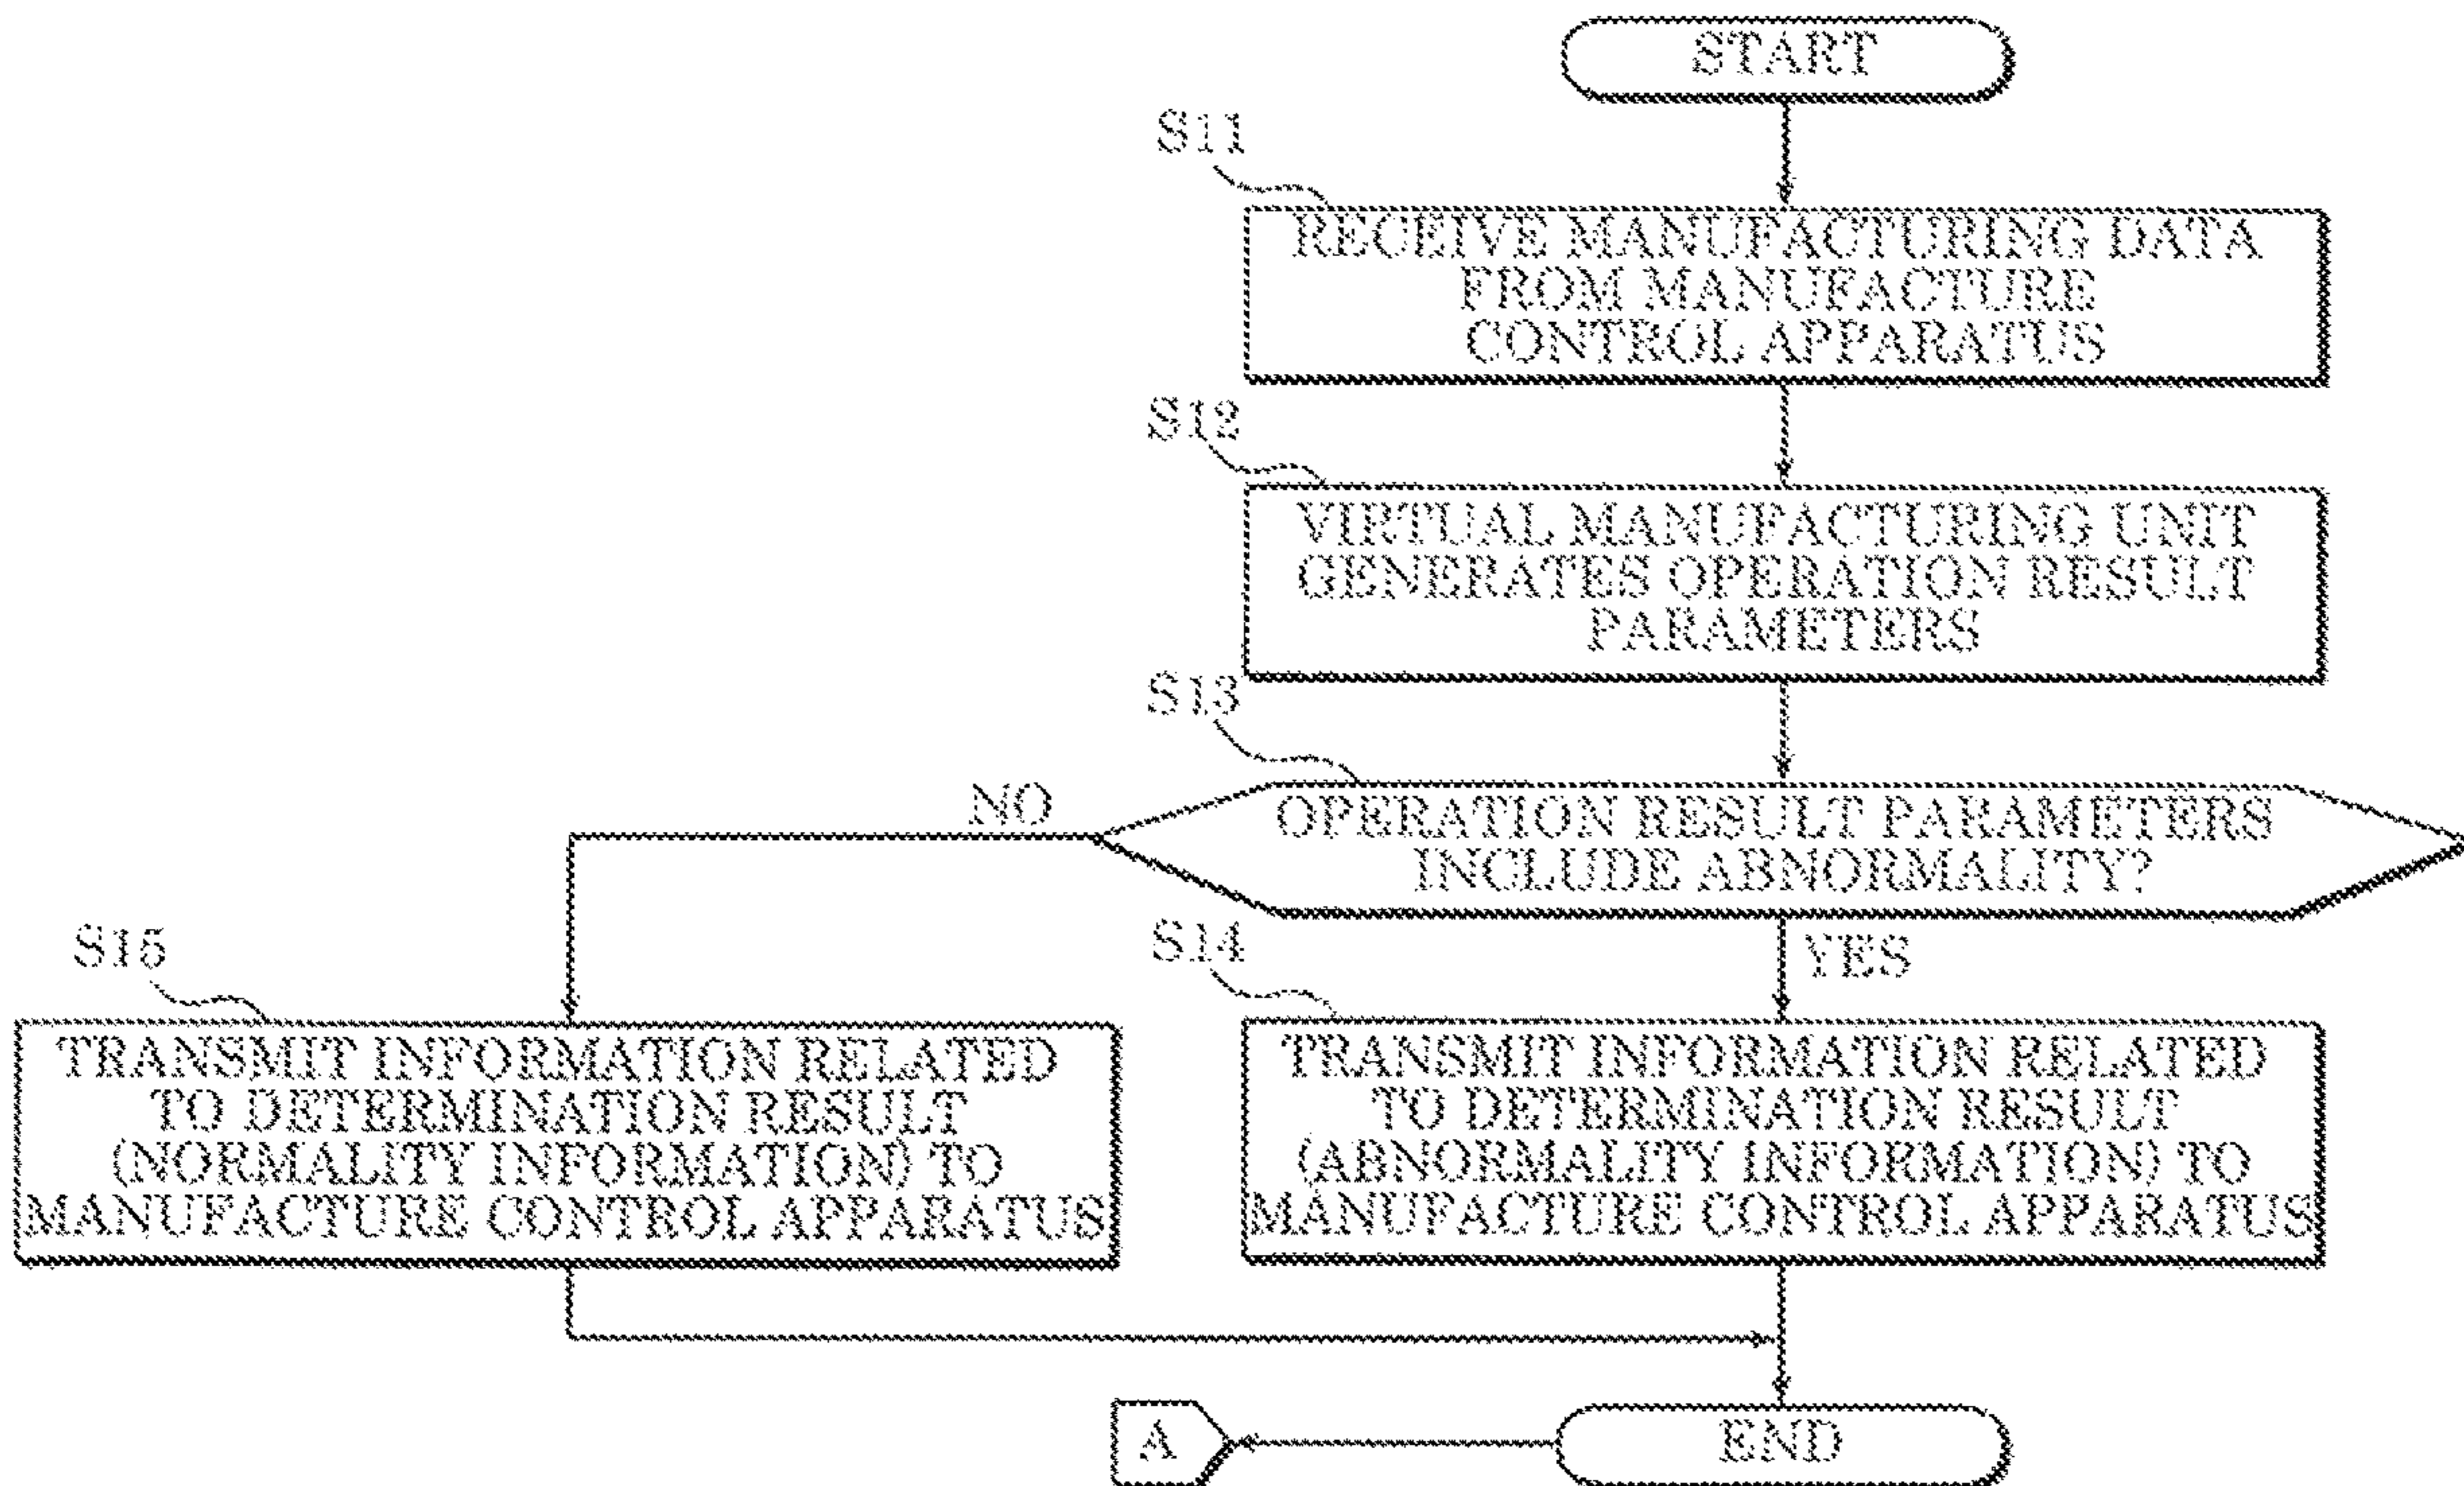 START
S11
RECEIVE MANUFACTURING DATA
FROM MANUFACTURE
CONTROL APPARATUS
S12
VIRTUAL MANUFACTURING UNIT
GENERATES OPERATION RESULT
PARAMETERS
S13
OPERATION RESULT PARAMETERS
INCLUDE ABNORMALITY?
NO
YES
S15
TRANSMIT INFORMATION RELATED
TO DETERMINATION RESULT
(NORMALITY INFORMATION) TO
MANUFACTURE CONTROL APPARATUS
S14
TRANSMIT INFORMATION RELATED
TO DETERMINATION RESULT
(ABNORMALITY INFORMATION) TO
MANUFACTURE CONTROL APPARATUS
A
END